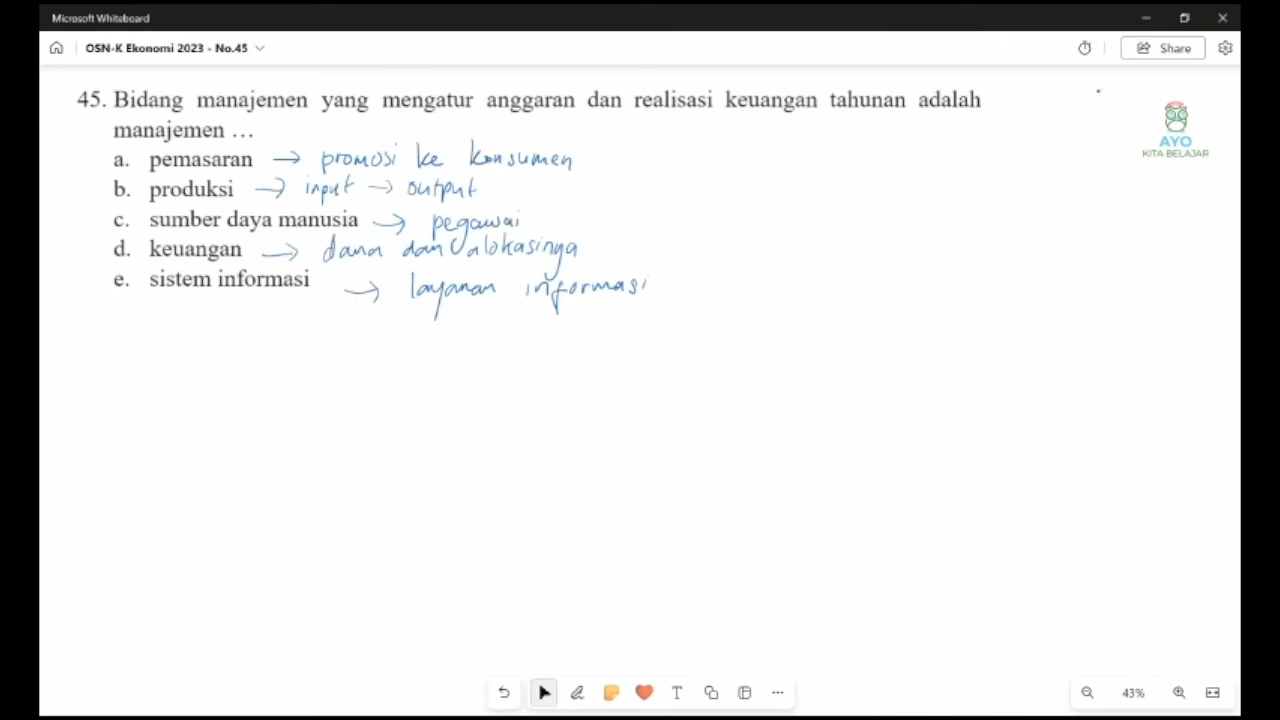 Microsoft Whiteboard
OSN-K Ekonomi 2023 - No.45
Share
45. Bidang manajemen yang mengatur anggaran dan realisasi keuangan tahunan adalah
manajemen ...
a. pemasaran → promosi ke konsumen
b. produksi → input → output
c. sumber daya manusia → pegawai
d. keuangan → dana dan alokasinya
e. sistem informasi → layanan informasi
AYO
KITA BELAJAR
43%